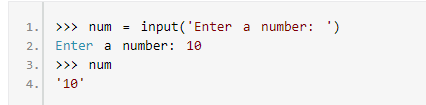 1. >>> num = input('Enter a number: ')
2. Enter a number: 10
3. >>> num
4. '10'